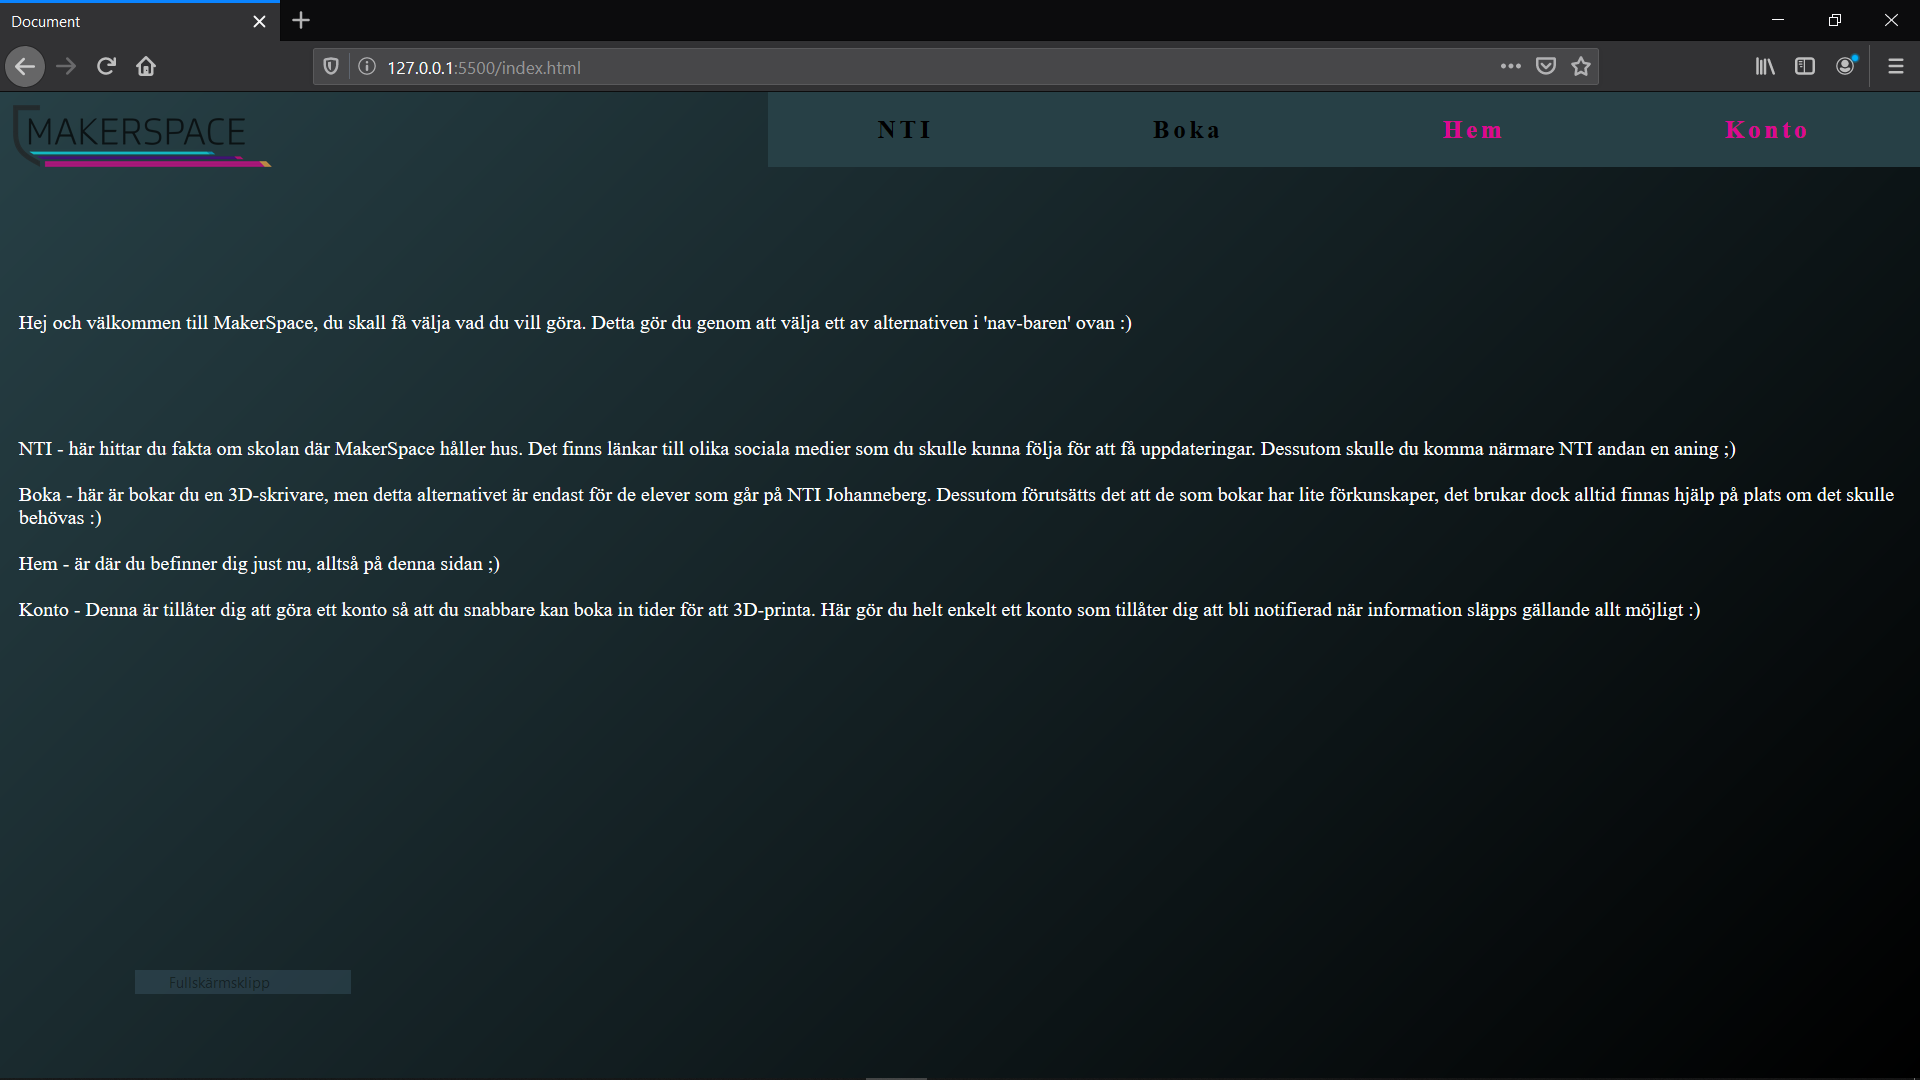 Document
127.0.0.1:5500/index.html
MAKERSPACE
NTI Boka Hem Konto
Hej och välkommen till MakerSpace, du skall få välja vad du vill göra. Detta gör du genom att välja ett av alternativen i 'nav-baren' ovan :)
NTI - här hittar du fakta om skolan där MakerSpace håller hus. Det finns länkar till olika sociala medier som du skulle kunna följa för att få uppdateringar. Dessutom skulle du komma närmare NTI andan en aning ;)
Boka - här är bokar du en 3D-skrivare, men detta alternativet är endast för de elever som går på NTI Johanneberg. Dessutom förutsätts det att de som bokar har lite förkunskaper, det brukar dock alltid finnas hjälp på plats om det skulle
behövas :)
Hem - är där du befinner dig just nu, alltså på denna sidan ;)
Konto - Denna är tillåter dig att göra ett konto så att du snabbare kan boka in tider för att 3D-printa. Här gör du helt enkelt ett konto som tillåter dig att bli notifierad när information släpps gällande allt möjligt :)
Fullskärmsklipp